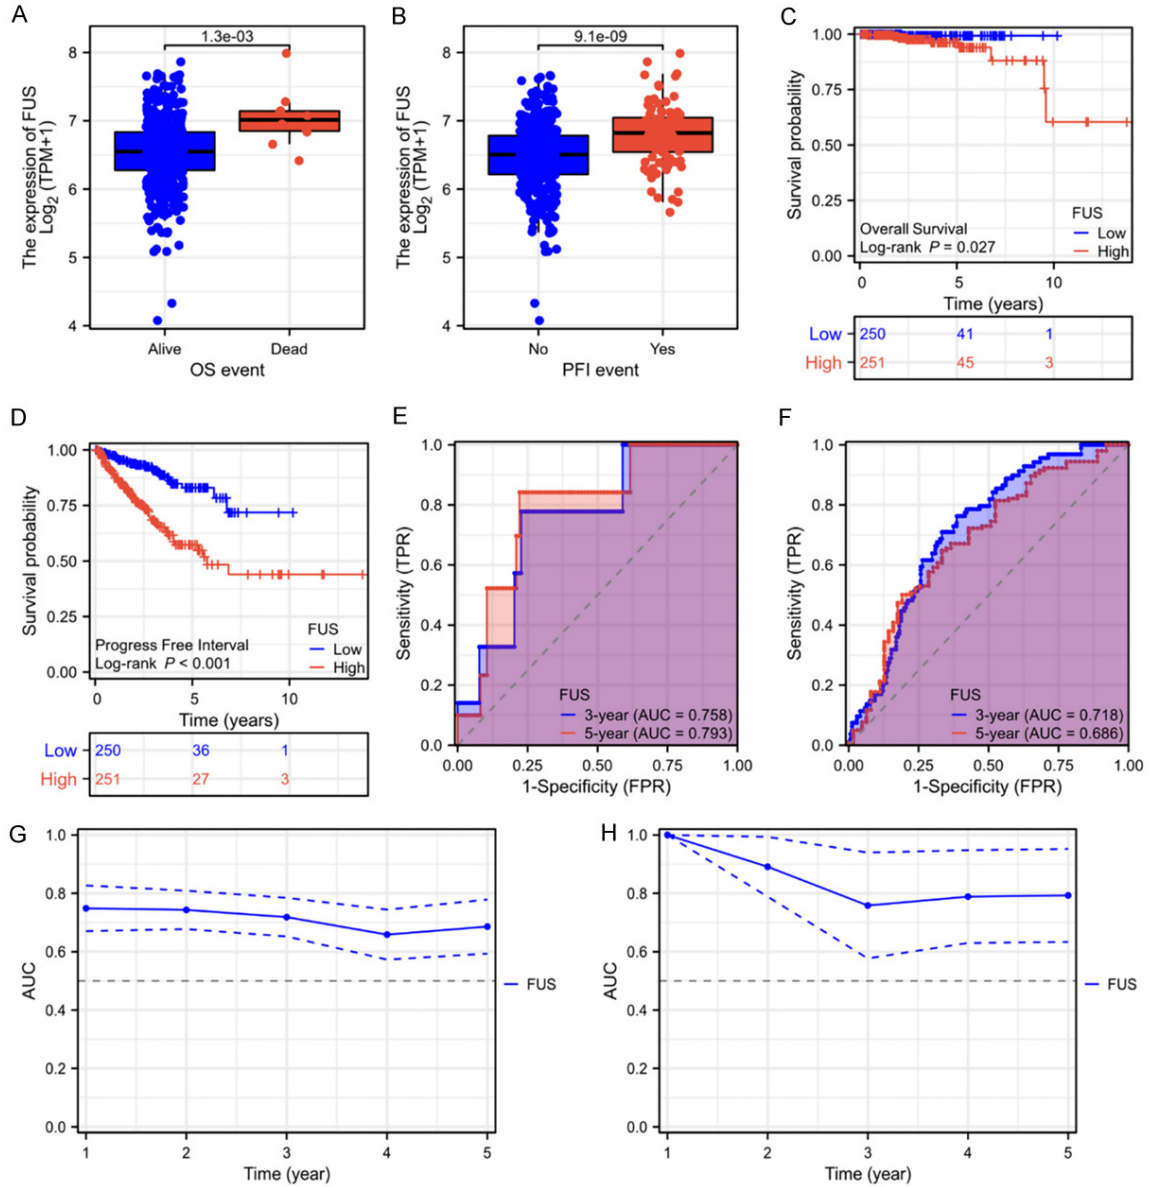 A
The expression of FUS
Log2 (TPM+1)
8
7
6
5
4
1.3e-03
Alive Dead
OS event
B
The expression of FUS
Log2 (TPM+1)
8
7
6
5
4
9.1e-09
No Yes
PFI event
C
Survival probability
1.00
0.75
0.50
0.25
0.00
Overall Survival
Log-rank P = 0.027
FUS
Low
High
0 5 10
Time (years)
Low 250 41 1
High 251 45 3
D
Survival probability
1.00
0.75
0.50
0.25
0.00
Progress Free Interval
Log-rank P < 0.001
FUS
Low
High
0 5 10
Time (years)
Low 250 36 1
High 251 27 3
E
Sensitivity (TPR)
1.0
0.8
0.6
0.4
0.2
0.0
FUS
3-year (AUC = 0.758)
5-year (AUC = 0.793)
0.00 0.25 0.50 0.75 1.00
1-Specificity (FPR)
F
Sensitivity (TPR)
1.0
0.8
0.6
0.4
0.2
0.0
FUS
3-year (AUC = 0.718)
5-year (AUC = 0.686)
0.00 0.25 0.50 0.75 1.00
1-Specificity (FPR)
G
AUC
1.0
0.8
0.6
0.4
0.2
0.0
1 2 3 4 5
Time (year)
FUS
H
AUC
1.0
0.8
0.6
0.4
0.2
0.0
1 2 3 4 5
Time (year)
FUS